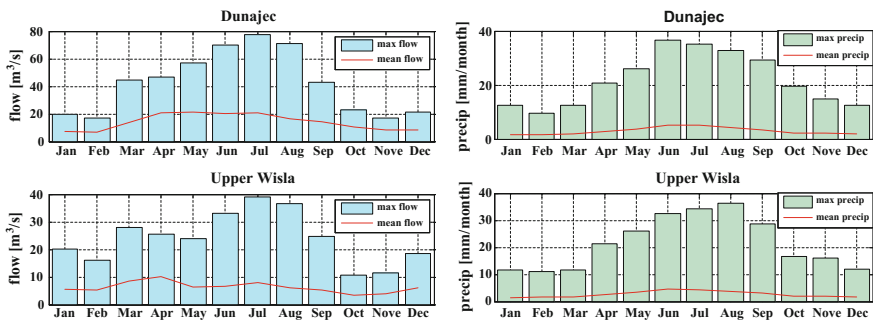 Dunajec
flow [m³/s]
80
60
40
20
0
max flow
mean flow
Jan Feb Mar Apr May Jun Jul Aug Sep Oct Nove Dec
Dunajec
precip [mm/month]
40
20
0
max precip
mean precip
Jan Feb Mar Apr May Jun Jul Aug Sep Oct Nove Dec
Upper Wisla
flow [m³/s]
40
30
20
10
0
max flow
mean flow
Jan Feb Mar Apr May Jun Jul Aug Sep Oct Nove Dec
Upper Wisla
precip [mm/month]
40
30
20
10
0
max precip
mean precip
Jan Feb Mar Apr May Jun Jul Aug Sep Oct Nove Dec